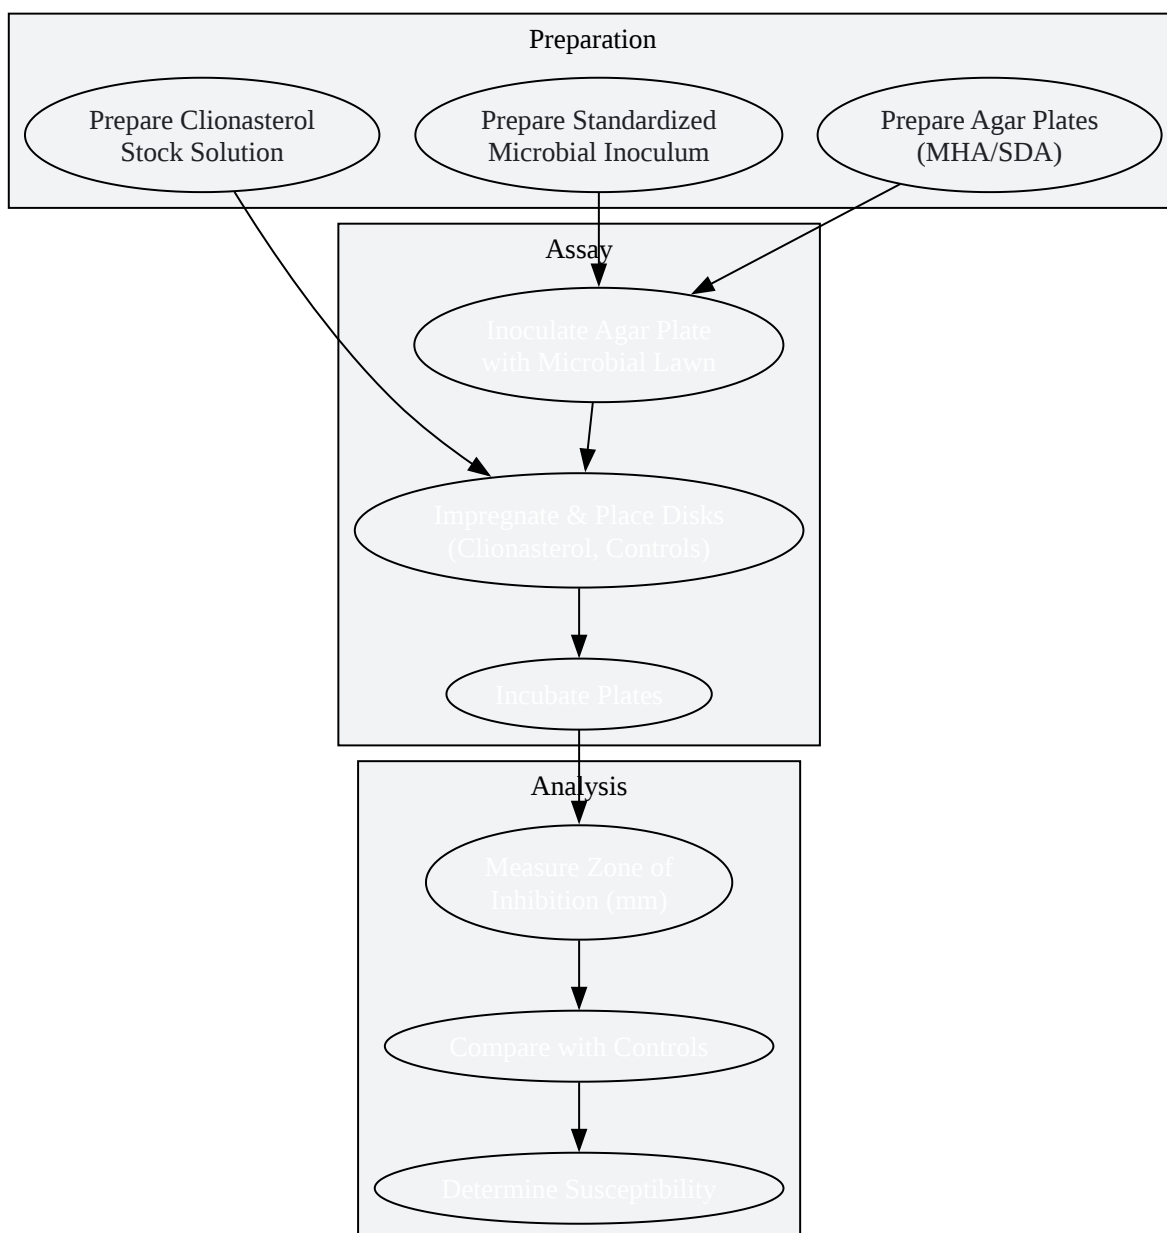 Preparation
Prepare Clionasterol
Stock Solution
Prepare Standardized
Microbial Inoculum
Prepare Agar Plates
(MHA/SDA)
Assay
Inoculate Agar Plate
with Microbial Lawn
Impregnate & Place Disks
(Clionasterol, Controls)
Incubate Plates
Analysis
Measure Zone of
Inhibition (mm)
Compare with Controls
Determine Susceptibility